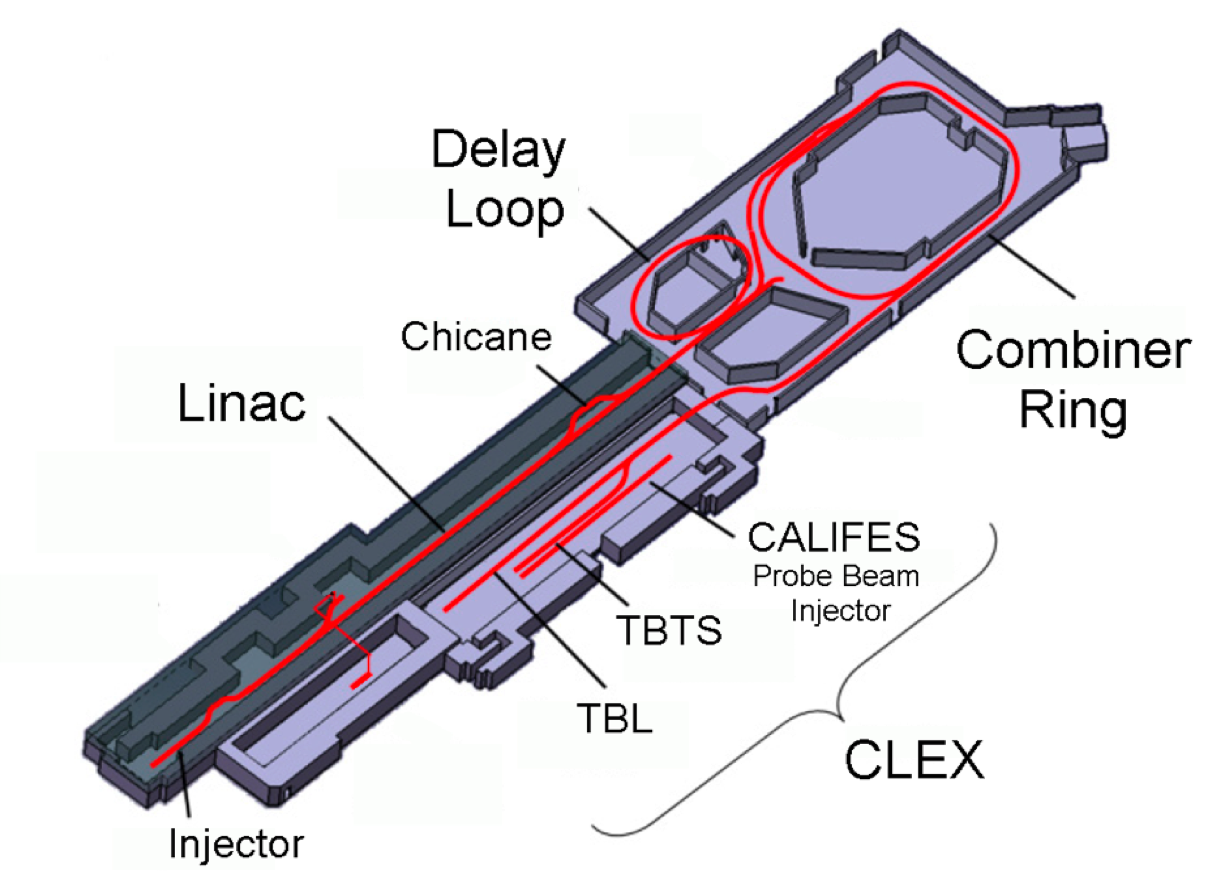 Delay
Loop
Chicane
Linac
Combiner
Ring
CALIFES
Probe Beam
Injector
TBTS
TBL
CLEX
Injector